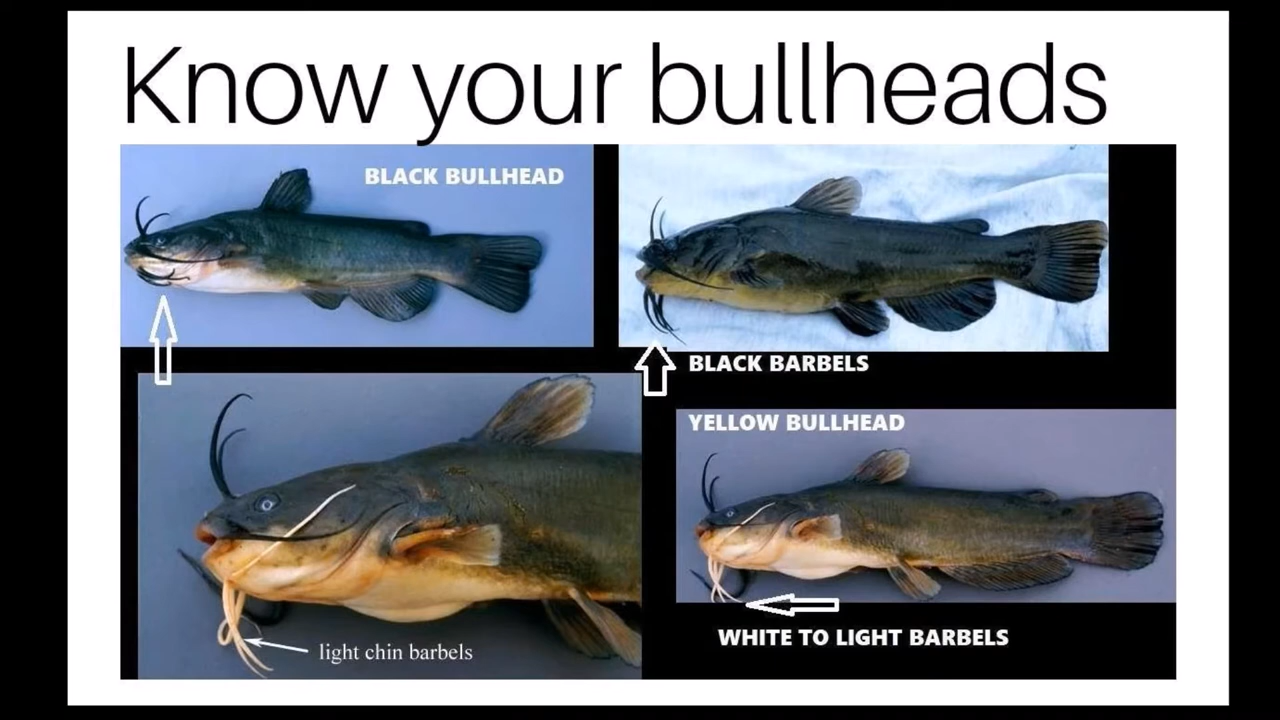 Know your bullheads
BLACK BULLHEAD
BLACK BARBELS
YELLOW BULLHEAD
light chin barbels
WHITE TO LIGHT BARBELS